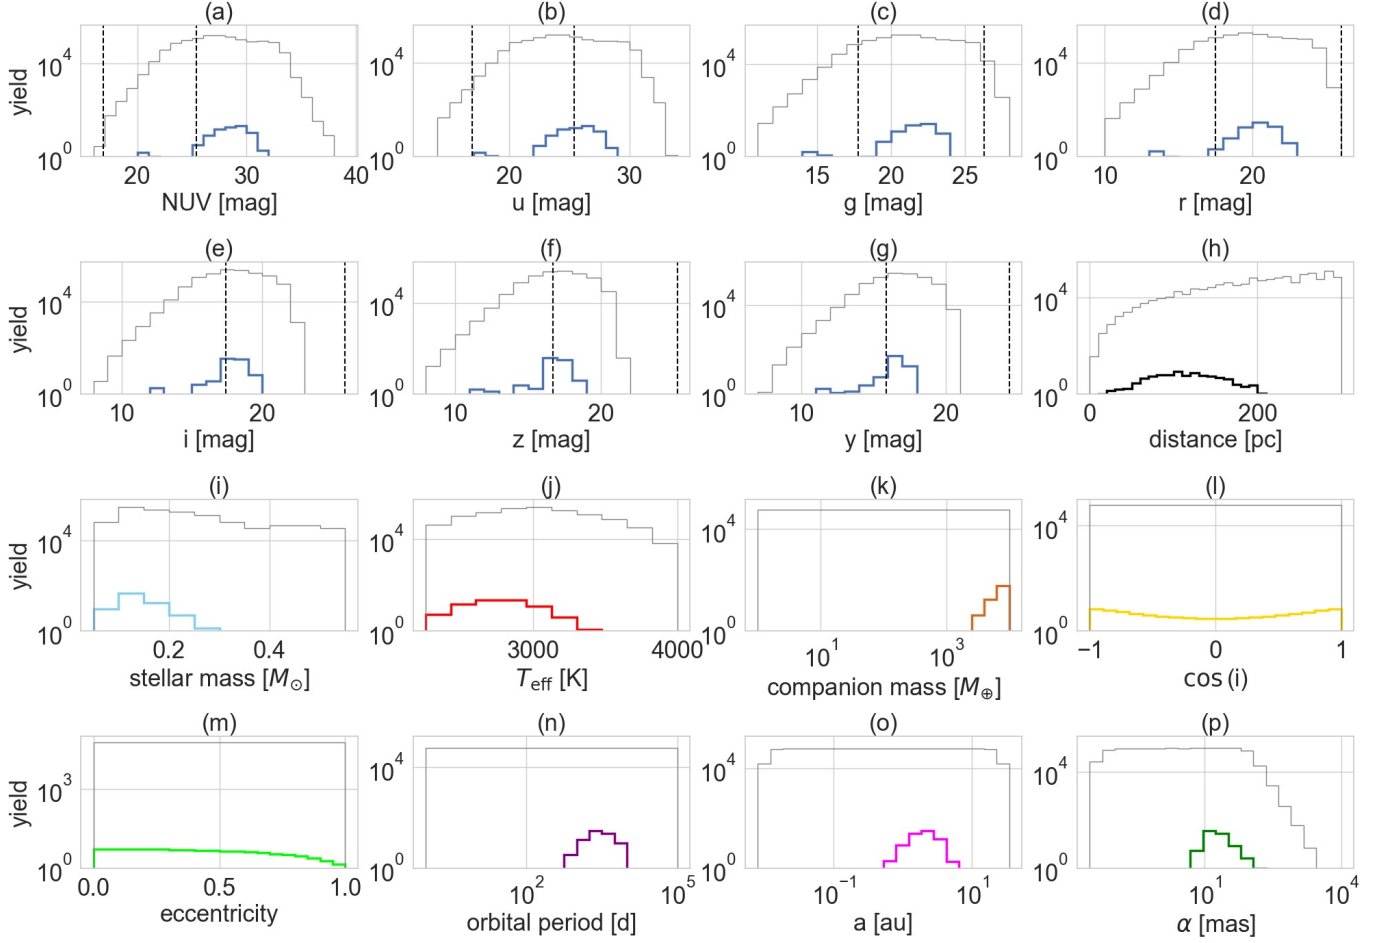 (a) (b) (c) (d)
yield 10^4 10^0 10^4 10^0 10^4 10^0 10^4 10^0
20 30 40 20 30 15 20 25 10 20
NUV [mag] u [mag] g [mag] r [mag]
(e) (f) (g) (h)
yield 10^4 10^0 10^4 10^0 10^4 10^0 10^4 10^0
10 20 10 20 10 20 0 200
i [mag] z [mag] y [mag] distance [pc]
(i) (j) (k) (l)
yield 10^4 10^0 10^4 10^0 10^4 10^0 10^4 10^0
0.2 0.4 3000 4000 10^1 10^3 −1 0 1
stellar mass [M_⊙] T_eff [K] companion mass [M_⊕] cos (i)
(m) (n) (o) (p)
yield 10^3 10^0 10^4 10^0 10^4 10^0 10^4 10^0
0.0 0.5 1.0 10^2 10^5 10^−1 10^1 10^1 10^4
eccentricity orbital period [d] a [au] α [mas]